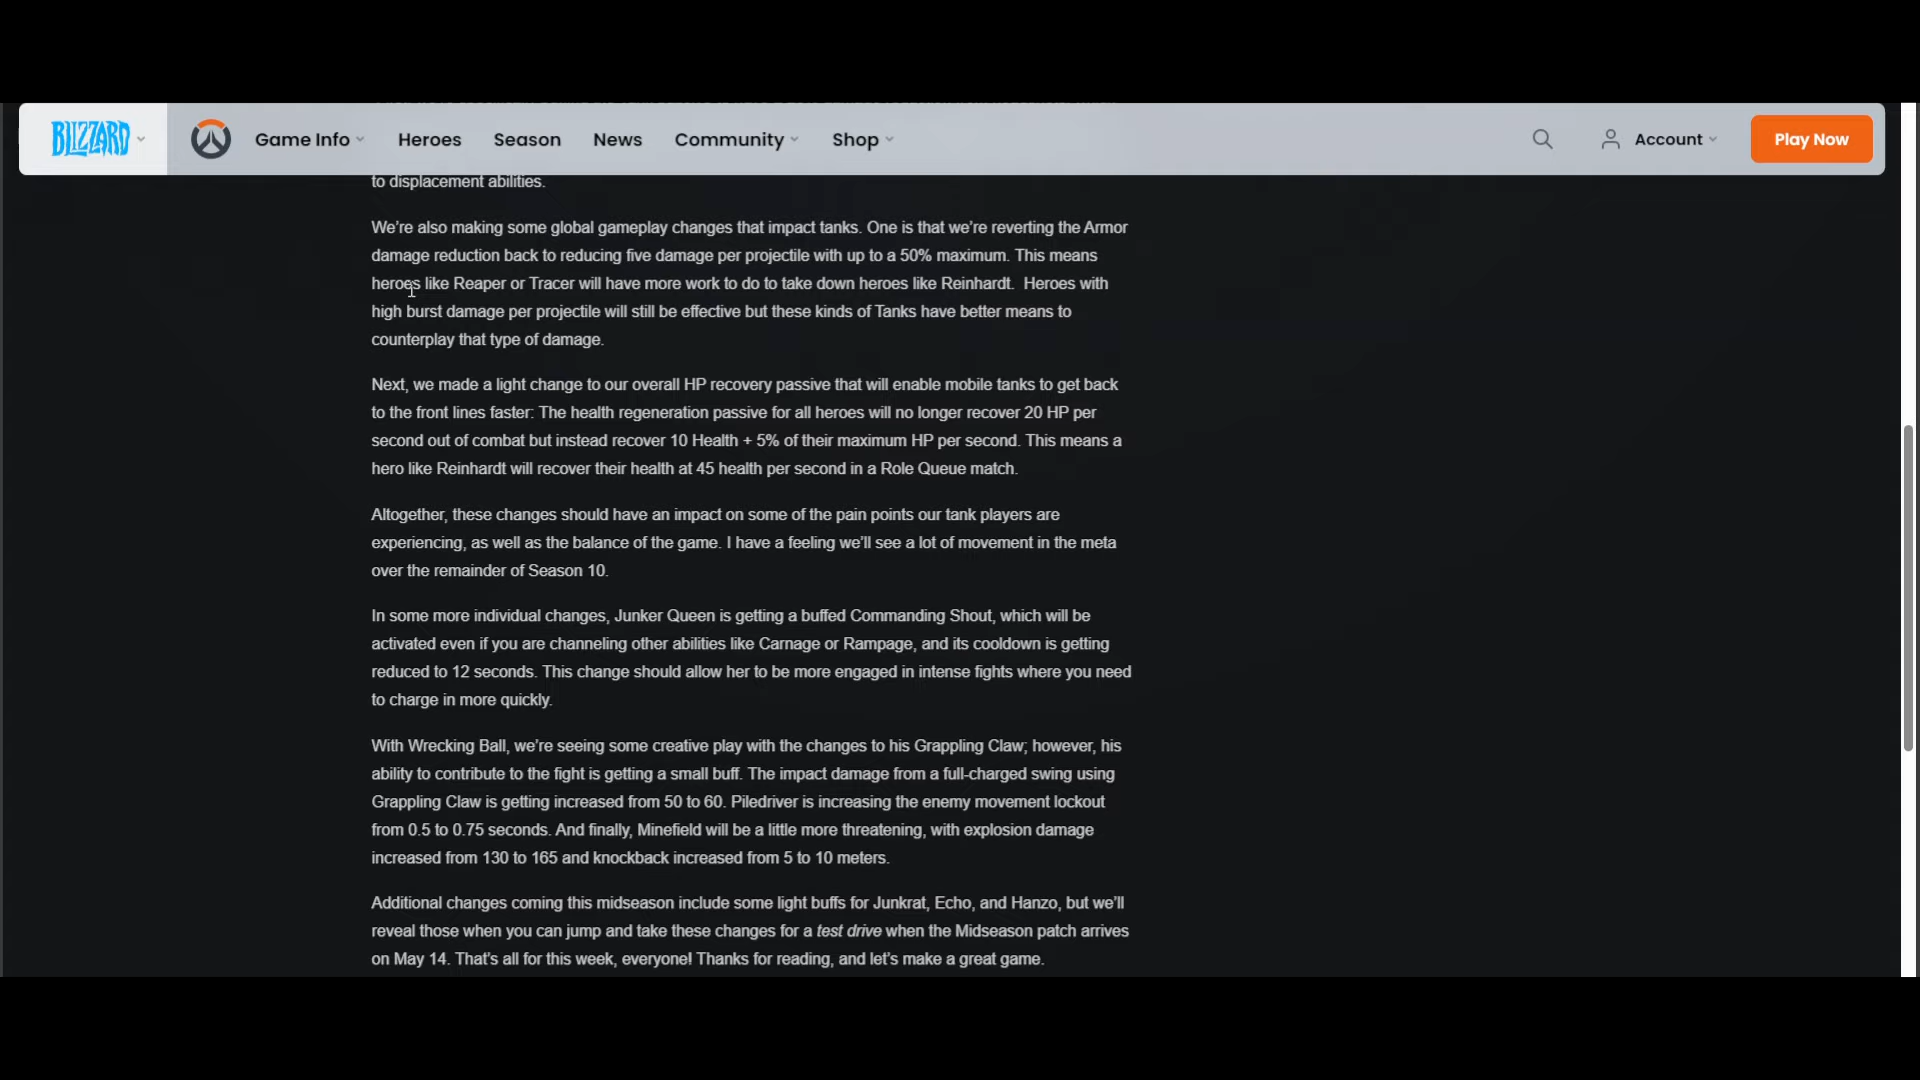 BLIZZARD
Game Info
Heroes
Season
News
Community
Shop
Account
Play Now
to displacement abilities.
We're also making some global gameplay changes that impact tanks. One is that we're reverting the Armor
damage reduction back to reducing five damage per projectile with up to a 50% maximum. This means
heroes like Reaper or Tracer will have more work to do to take down heroes like Reinhardt.  Heroes with
high burst damage per projectile will still be effective but these kinds of Tanks have better means to
counterplay that type of damage.
Next, we made a light change to our overall HP recovery passive that will enable mobile tanks to get back
to the front lines faster: The health regeneration passive for all heroes will no longer recover 20 HP per
second out of combat but instead recover 10 Health + 5% of their maximum HP per second. This means a
hero like Reinhardt will recover their health at 45 health per second in a Role Queue match.
Altogether, these changes should have an impact on some of the pain points our tank players are
experiencing, as well as the balance of the game. I have a feeling we'll see a lot of movement in the meta
over the remainder of Season 10.
In some more individual changes, Junker Queen is getting a buffed Commanding Shout, which will be
activated even if you are channeling other abilities like Carnage or Rampage, and its cooldown is getting
reduced to 12 seconds. This change should allow her to be more engaged in intense fights where you need
to charge in more quickly.
With Wrecking Ball, we're seeing some creative play with the changes to his Grappling Claw; however, his
ability to contribute to the fight is getting a small buff. The impact damage from a full-charged swing using
Grappling Claw is getting increased from 50 to 60. Piledriver is increasing the enemy movement lockout
from 0.5 to 0.75 seconds. And finally, Minefield will be a little more threatening, with explosion damage
increased from 130 to 165 and knockback increased from 5 to 10 meters.
Additional changes coming this midseason include some light buffs for Junkrat, Echo, and Hanzo, but we'll
reveal those when you can jump and take these changes for a test drive when the Midseason patch arrives
on May 14. That's all for this week, everyone! Thanks for reading, and let's make a great game.